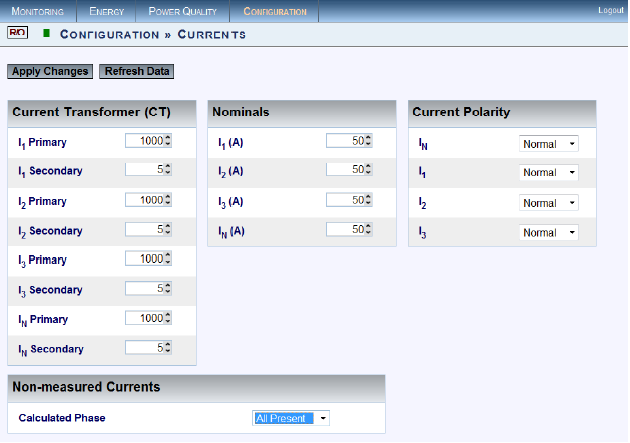 MONITORING ENERGY POWER QUALITY CONFIGURATION Logout
R/O CONFIGURATION » CURRENTS
Apply Changes Refresh Data
Current Transformer (CT)
I1 Primary 1000
I1 Secondary 5
I2 Primary 1000
I2 Secondary 5
I3 Primary 1000
I3 Secondary 5
IN Primary 1000
IN Secondary 5
Nominals
I1 (A) 50
I2 (A) 50
I3 (A) 50
IN (A) 50
Current Polarity
IN Normal
I1 Normal
I2 Normal
I3 Normal
Non-measured Currents
Calculated Phase All Present